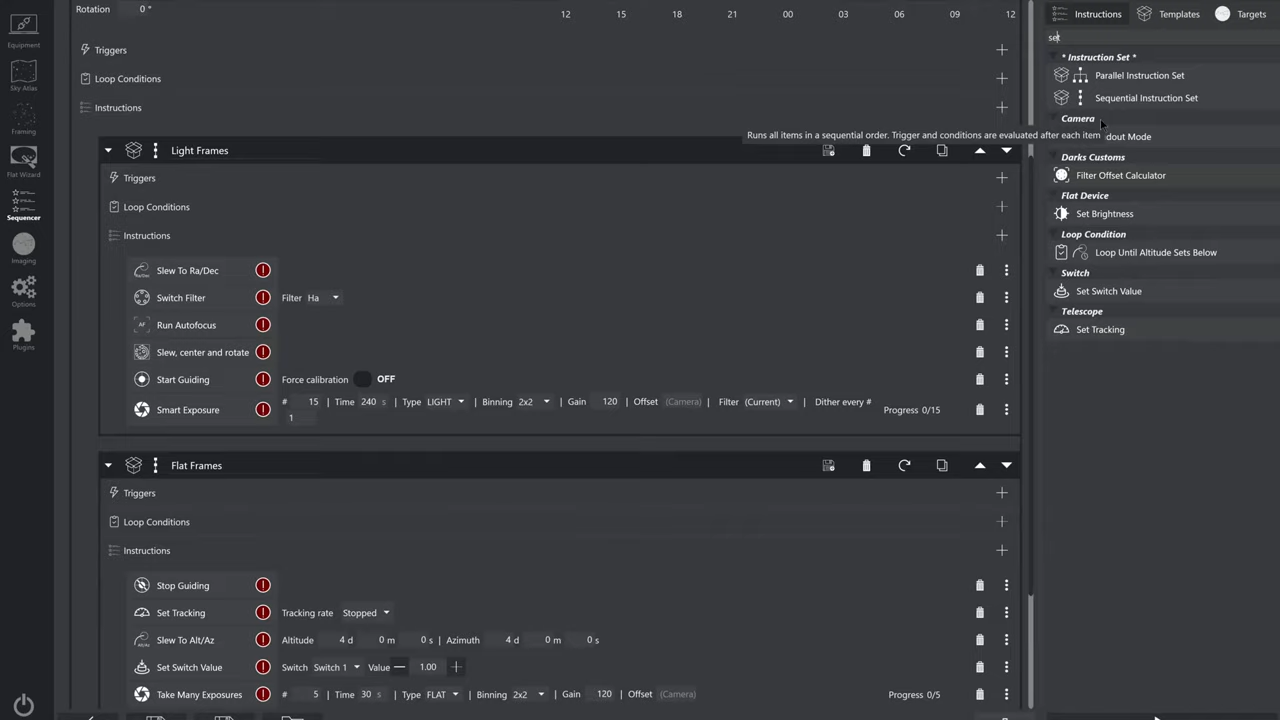 Rotation 0 °
12 15 18 21 00 03 06 09 12
Triggers
Loop Conditions
Instructions
Light Frames
Triggers
Loop Conditions
Instructions
Slew To Ra/Dec
Switch Filter Filter Ha
Run Autofocus
Slew, center and rotate
Start Guiding Force calibration OFF
Smart Exposure # 15 | Time 240 s | Type LIGHT | Binning 2x2 | Gain 120 | Offset (Camera) | Filter (Current) | Dither every #
1
Progress 0/15
Flat Frames
Triggers
Loop Conditions
Instructions
Stop Guiding
Set Tracking Tracking rate Stopped
Slew To Alt/Az Altitude 4 d 0 m 0 s | Azimuth 4 d 0 m 0 s
Set Switch Value Switch Switch 1 Value 1.00
Take Many Exposures # 5 | Time 30 s | Type FLAT | Binning 2x2 | Gain 120 | Offset (Camera) Progress 0/5
Equipment
Sky Atlas
Framing
Flat Wizard
Sequencer
Imaging
Options
Plugins
Instructions Templates Targets
set
* Instruction Set *
Parallel Instruction Set
Sequential Instruction Set
Camera
Runs all items in a sequential order. Trigger and conditions are evaluated after each item
dout Mode
Darks Customs
Filter Offset Calculator
Flat Device
Set Brightness
Loop Condition
Loop Until Altitude Sets Below
Switch
Set Switch Value
Telescope
Set Tracking